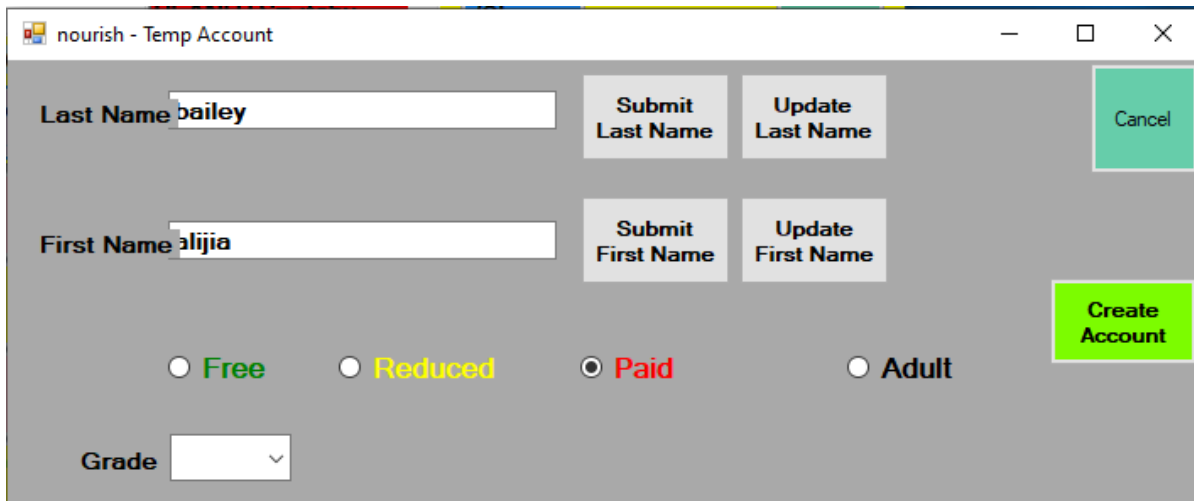 nourish - Temp Account
Last Name bailey
Submit Last Name
Update Last Name
Cancel
First Name alijia
Submit First Name
Update First Name
Create Account
Free Reduced Paid Adult
Grade